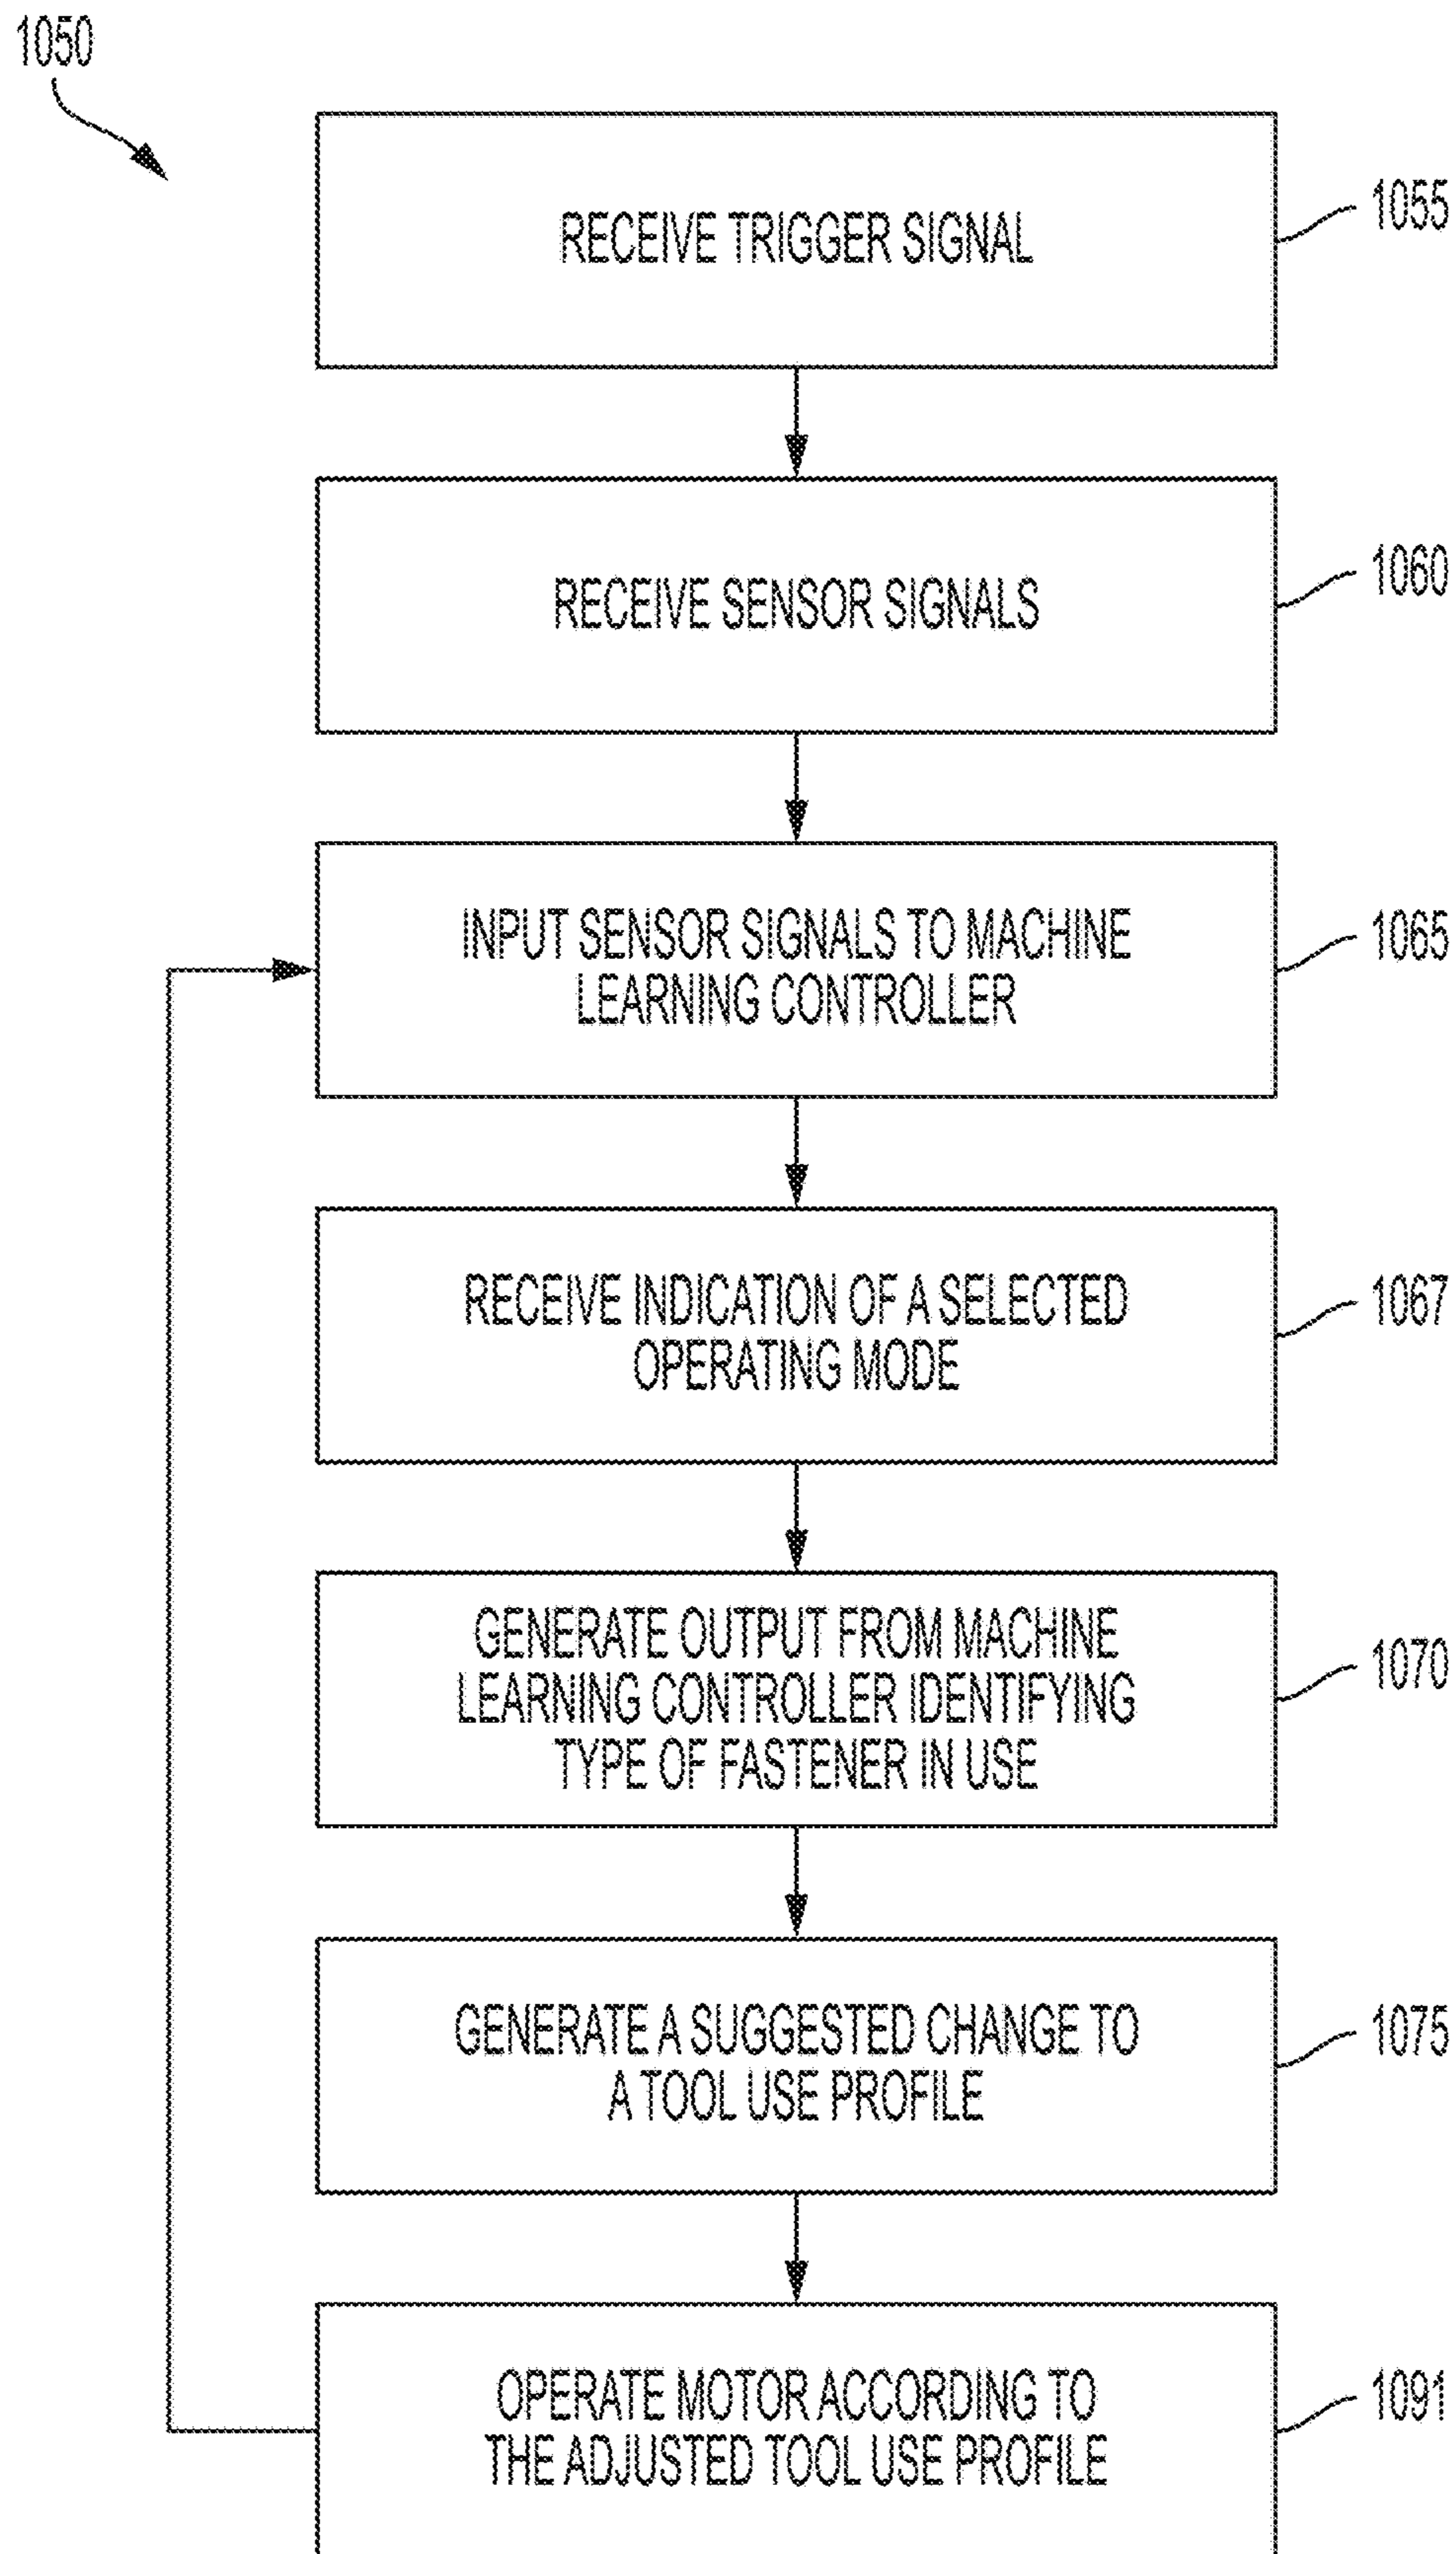 1050
RECEIVE TRIGGER SIGNAL
1055
RECEIVE SENSOR SIGNALS
1060
INPUT SENSOR SIGNALS TO MACHINE
LEARNING CONTROLLER
1065
RECEIVE INDICATION OF A SELECTED
OPERATING MODE
1067
GENERATE OUTPUT FROM MACHINE
LEARNING CONTROLLER IDENTIFYING
TYPE OF FASTENER IN USE
1070
GENERATE A SUGGESTED CHANGE TO
A TOOL USE PROFILE
1075
OPERATE MOTOR ACCORDING TO
THE ADJUSTED TOOL USE PROFILE
1091